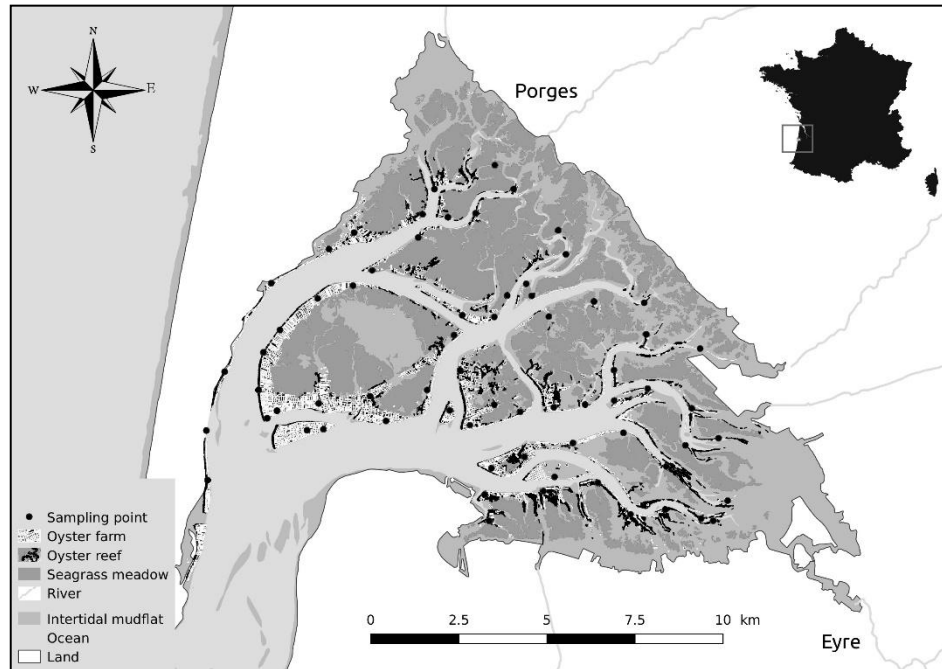 N
W E
S
Porges
Sampling point
Oyster farm
Oyster reef
Seagrass meadow
River
Intertidal mudflat
Ocean
Land
0 2.5 5 7.5 10 km
Eyre